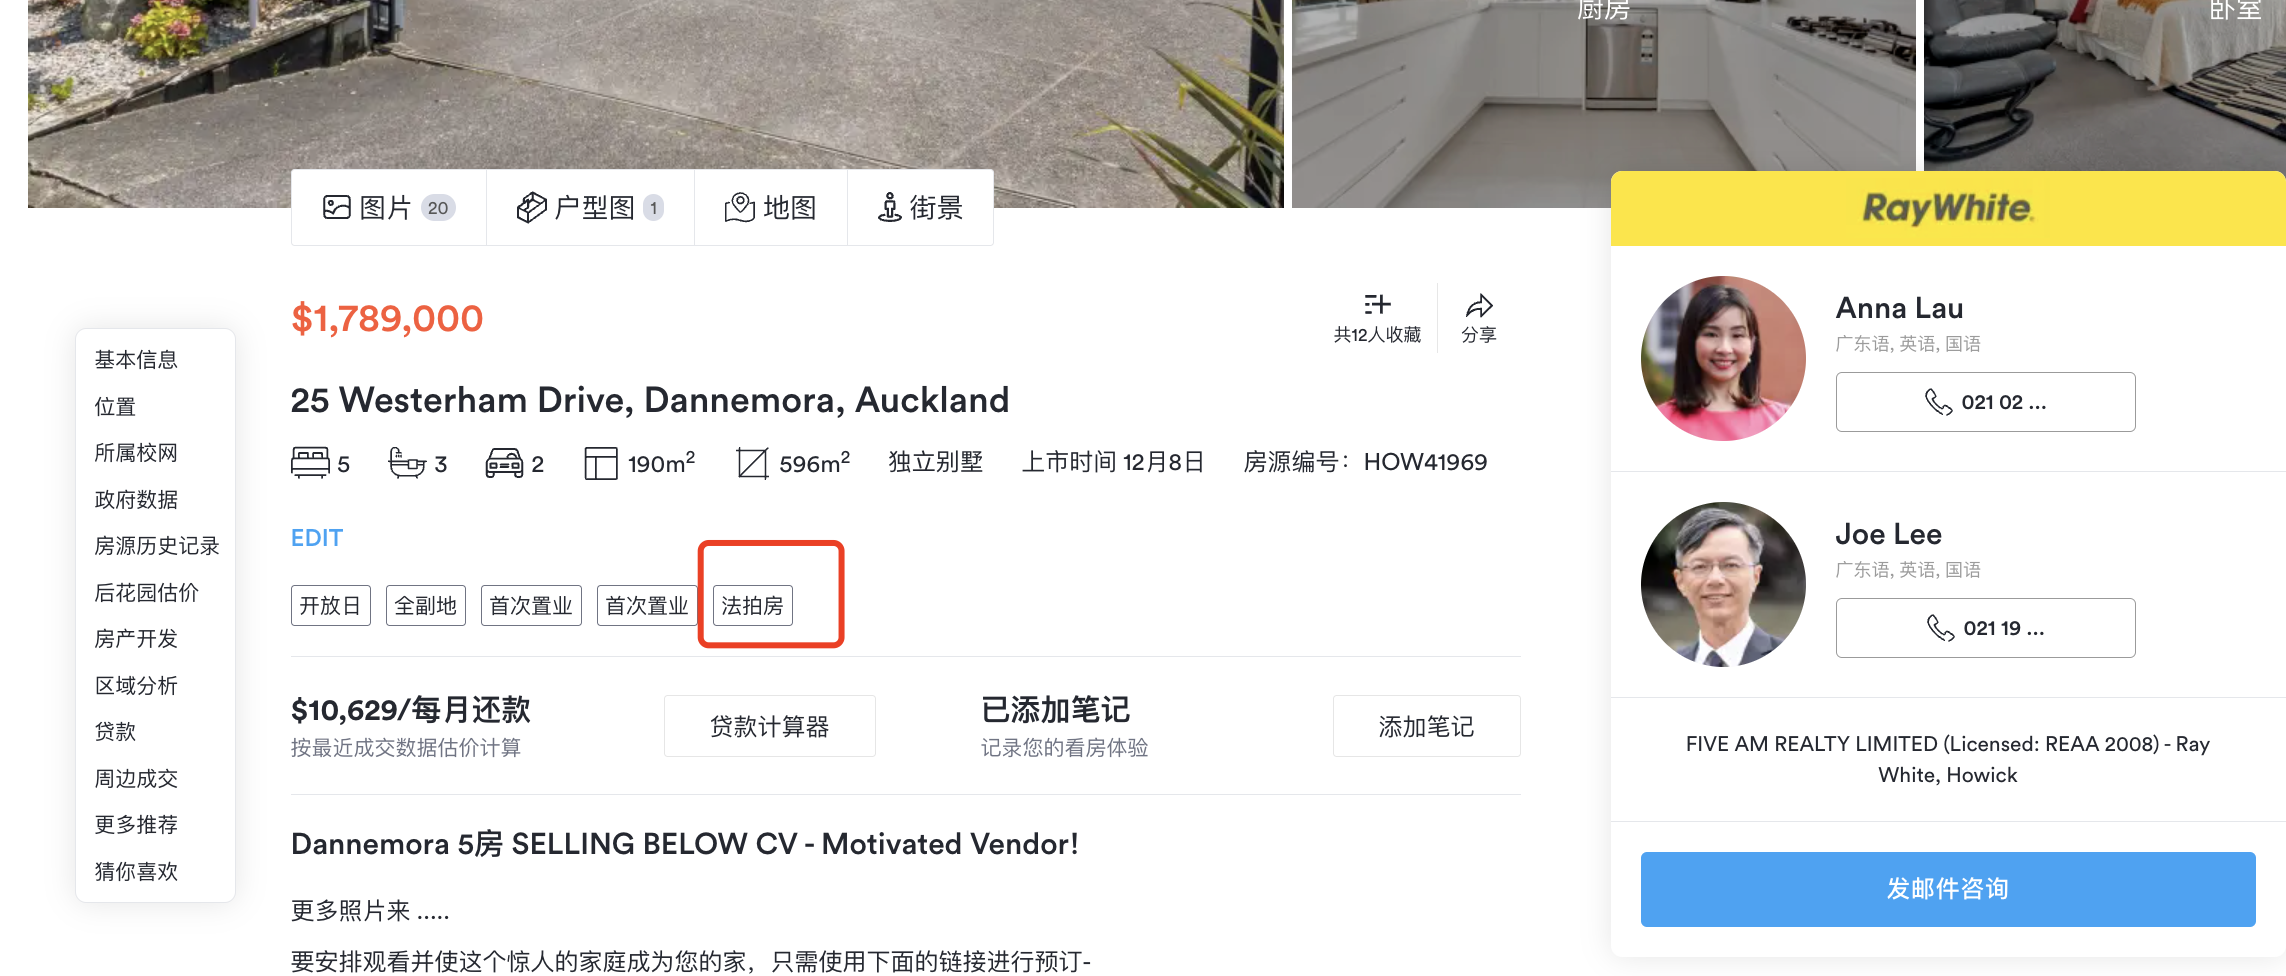 厨房
卧室
图片 20
户型图 1
地图
街景
RayWhite.
$1,789,000
共12人收藏
分享
25 Westerham Drive, Dannemora, Auckland
5 3 2 190m² 596m² 独立别墅 上市时间 12月8日 房源编号：HOW41969
EDIT
开放日 全副地 首次置业 首次置业 法拍房
$10,629/每月还款
按最近成交数据估价计算
贷款计算器
已添加笔记
记录您的看房体验
添加笔记
Dannemora 5房 SELLING BELOW CV - Motivated Vendor!
更多照片来 .....
要安排观看并使这个惊人的家庭成为您的家，只需使用下面的链接进行预订-
基本信息
位置
所属校网
政府数据
房源历史记录
后花园估价
房产开发
区域分析
贷款
周边成交
更多推荐
猜你喜欢
Anna Lau
广东语, 英语, 国语
021 02 ...
Joe Lee
广东语, 英语, 国语
021 19 ...
FIVE AM REALTY LIMITED (Licensed: REAA 2008) - Ray
White, Howick
发邮件咨询